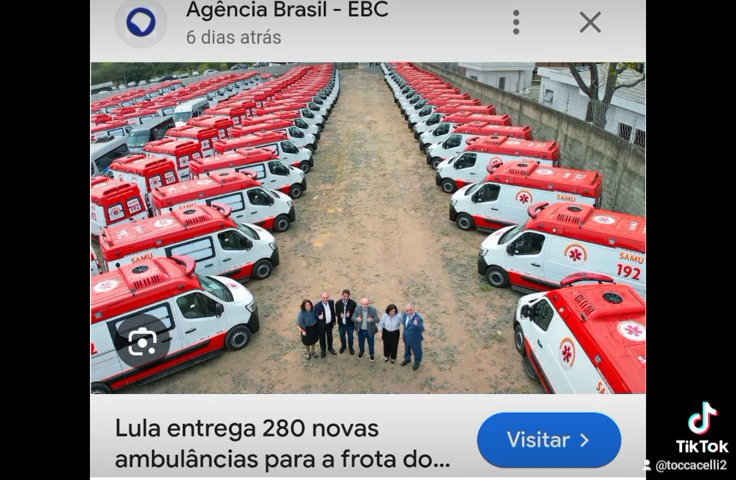 Agência Brasil - EBC
6 dias atrás
SAMU
SAMU
192
192
Lula entrega 280 novas
ambulâncias para a frota do...
Visitar >
TikTok
@toccacelli2